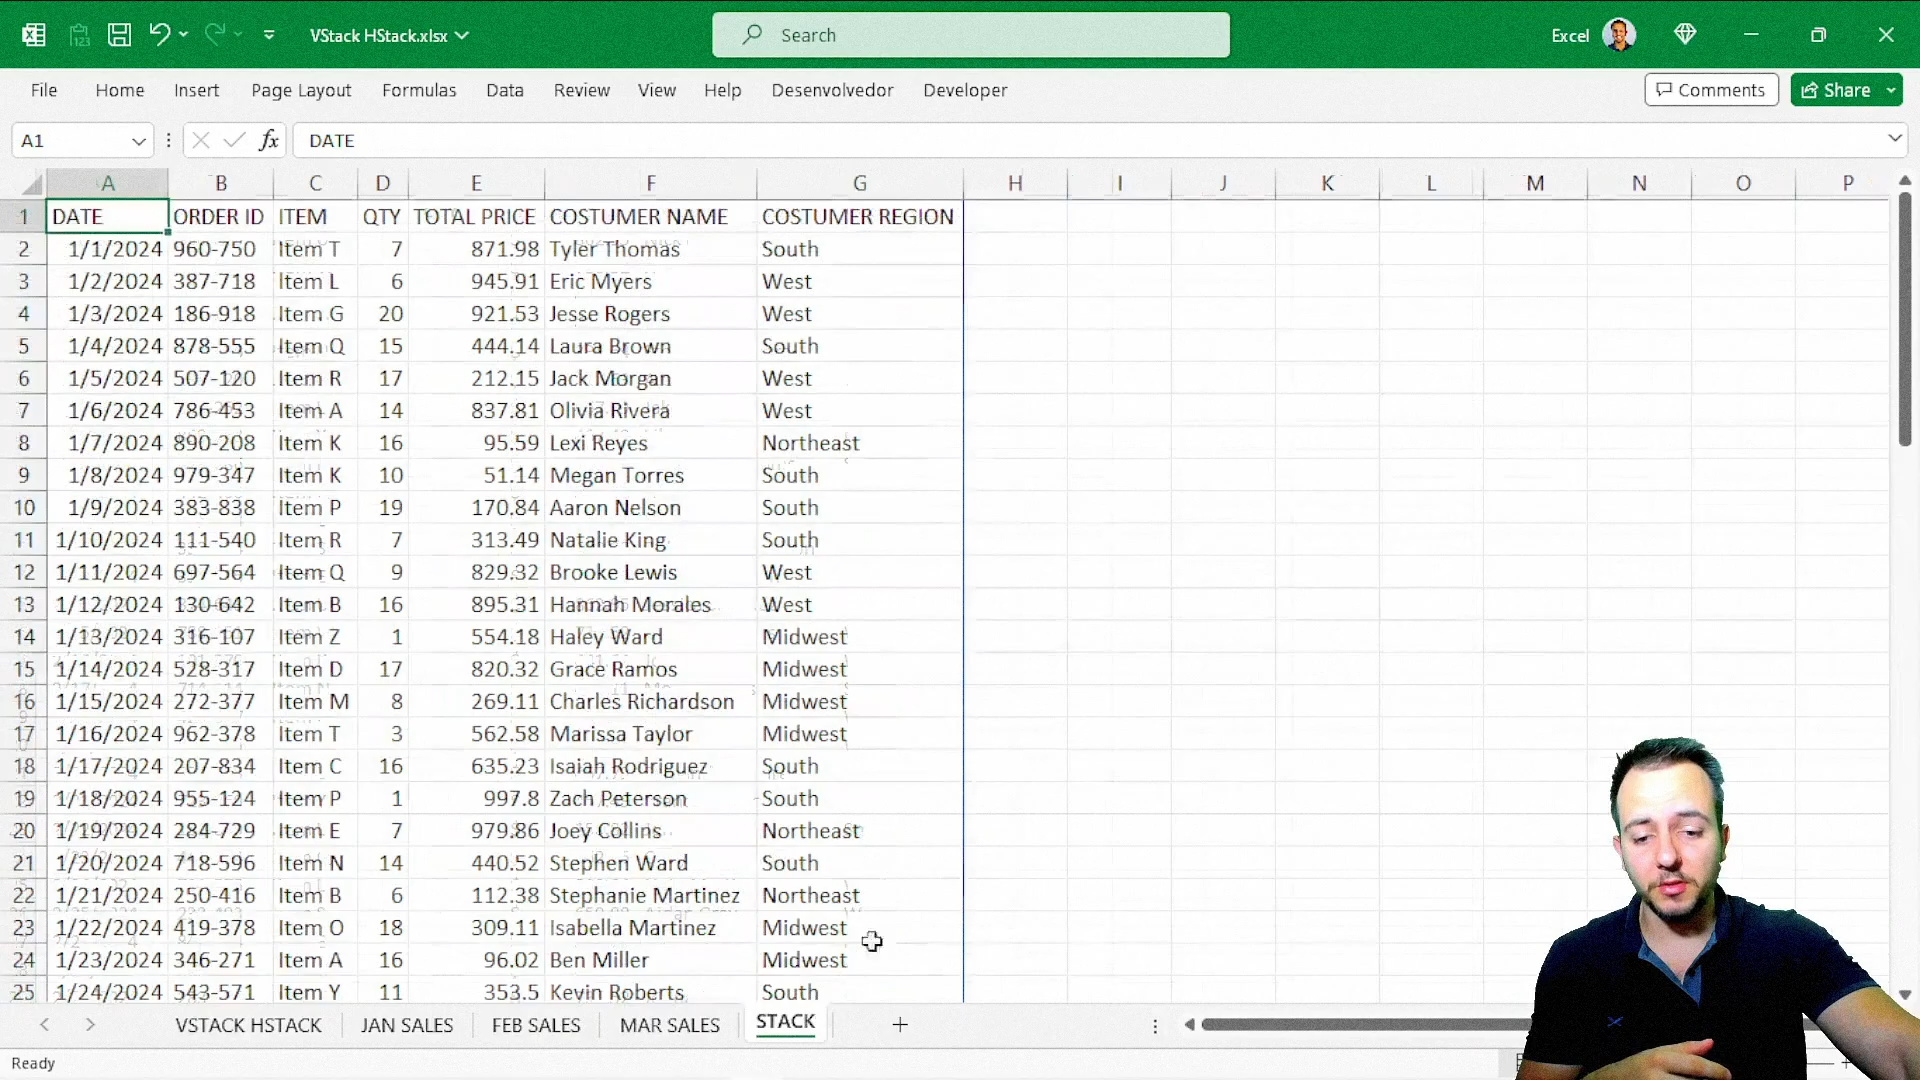 VStack HStack.xlsx
Search
Excel
File Home Insert Page Layout Formulas Data Review View Help Desenvolvedor Developer
Comments Share
A1 fx DATE
A B C D E F G H I J K L M N O P
1 DATE ORDER ID ITEM QTY TOTAL PRICE COSTUMER NAME COSTUMER REGION
2 1/1/2024 960-750 Item T 7 871.98 Tyler Thomas South
3 1/2/2024 387-718 Item L 6 945.91 Eric Myers West
4 1/3/2024 186-918 Item G 20 921.53 Jesse Rogers West
5 1/4/2024 878-555 Item Q 15 444.14 Laura Brown South
6 1/5/2024 507-120 Item R 17 212.15 Jack Morgan West
7 1/6/2024 786-453 Item A 14 837.81 Olivia Rivera West
8 1/7/2024 890-208 Item K 16 95.59 Lexi Reyes Northeast
9 1/8/2024 979-347 Item K 10 51.14 Megan Torres South
10 1/9/2024 383-838 Item P 19 170.84 Aaron Nelson South
11 1/10/2024 111-540 Item R 7 313.49 Natalie King South
12 1/11/2024 697-564 Item Q 9 829.32 Brooke Lewis West
13 1/12/2024 130-642 Item B 16 895.31 Hannah Morales West
14 1/13/2024 316-107 Item Z 1 554.18 Haley Ward Midwest
15 1/14/2024 528-317 Item D 17 820.32 Grace Ramos Midwest
16 1/15/2024 272-377 Item M 8 269.11 Charles Richardson Midwest
17 1/16/2024 962-378 Item T 3 562.58 Marissa Taylor Midwest
18 1/17/2024 207-834 Item C 16 635.23 Isaiah Rodriguez South
19 1/18/2024 955-124 Item P 1 997.8 Zach Peterson South
20 1/19/2024 284-729 Item E 7 979.86 Joey Collins Northeast
21 1/20/2024 718-596 Item N 14 440.52 Stephen Ward South
22 1/21/2024 250-416 Item B 6 112.38 Stephanie Martinez Northeast
23 1/22/2024 419-378 Item O 18 309.11 Isabella Martinez Midwest
24 1/23/2024 346-271 Item A 16 96.02 Ben Miller Midwest
25 1/24/2024 543-571 Item Y 11 353.5 Kevin Roberts South
VSTACK HSTACK JAN SALES FEB SALES MAR SALES STACK
Ready